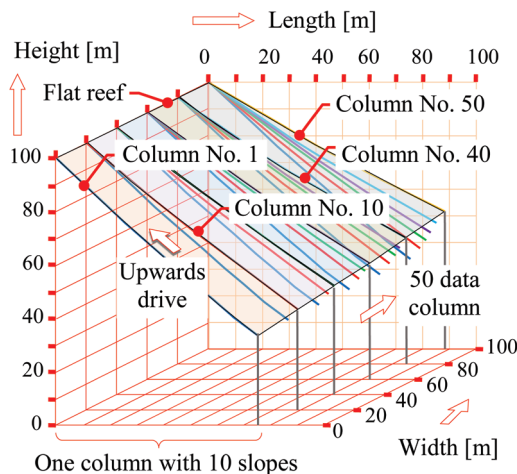 Length [m]
Height [m]
0 20 40 60 80 100
Flat reef
Column No. 50
100
Column No. 1
Column No. 40
80
Column No. 10
60
Upwards
drive
50 data
column
40
20
100
80
60
40
20
0
0
Width [m]
One column with 10 slopes